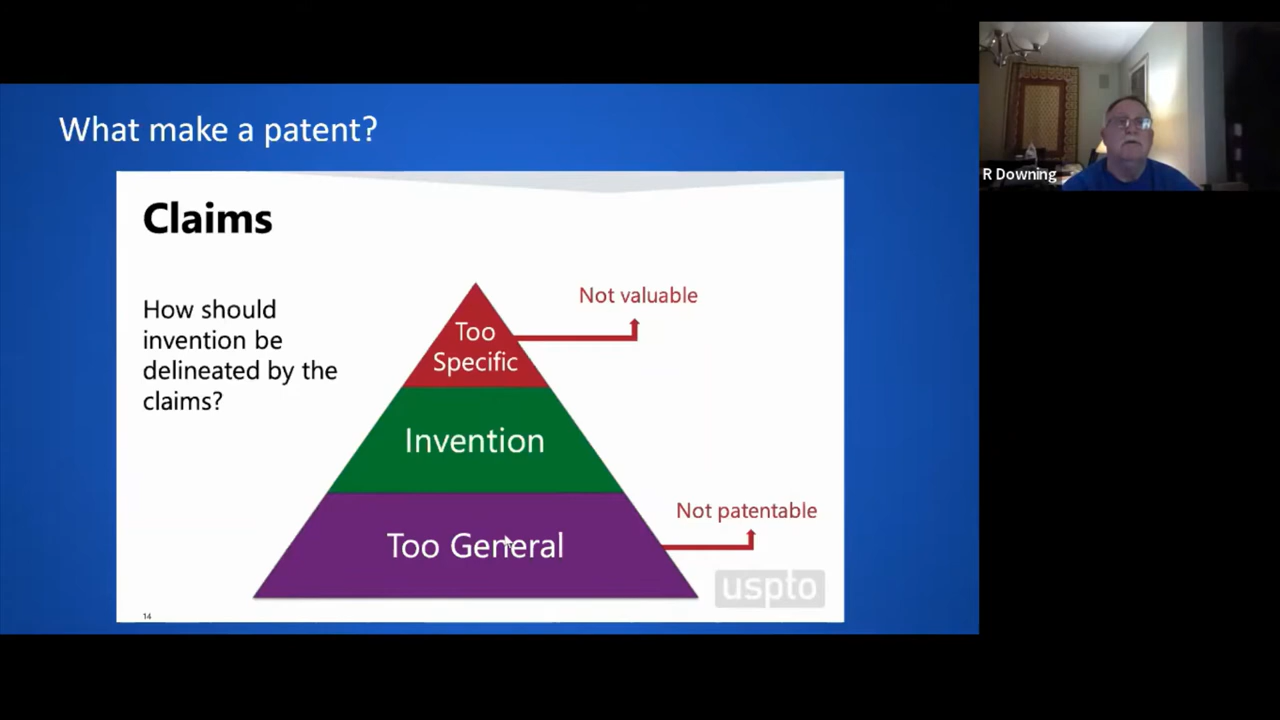 What make a patent?
Claims
How should
invention be
delineated by the
claims?
Too
Specific
Not valuable
Invention
Too General
Not patentable
uspto
14
R Downing